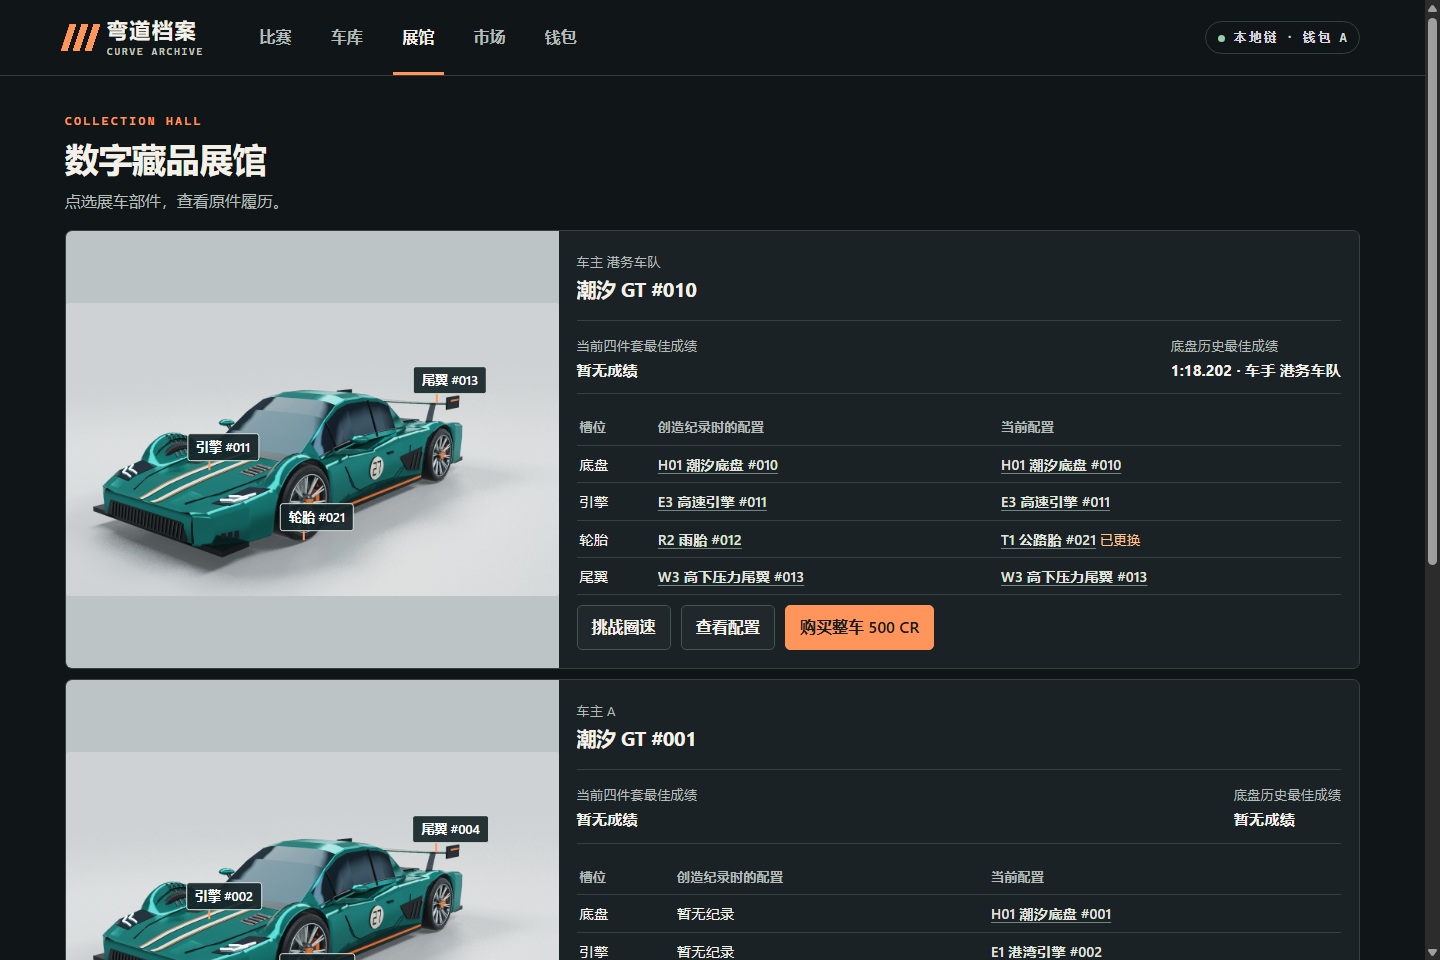 弯道档案
CURVE ARCHIVE
比赛
车库
展馆
市场
钱包
本地链 · 钱包 A
COLLECTION HALL
数字藏品展馆
点选展车部件，查看原件履历。
尾翼 #013
引擎 #011
27
轮胎 #021
车主 港务车队
潮汐 GT #010
当前四件套最佳成绩
暂无成绩
底盘历史最佳成绩
1:18.202 · 车手 港务车队
槽位 创造纪录时的配置 当前配置
底盘 H01 潮汐底盘 #010 H01 潮汐底盘 #010
引擎 E3 高速引擎 #011 E3 高速引擎 #011
轮胎 R2 雨胎 #012 T1 公路胎 #021 已更换
尾翼 W3 高下压力尾翼 #013 W3 高下压力尾翼 #013
挑战圈速 查看配置 购买整车 500 CR
尾翼 #004
引擎 #002
27
车主 A
潮汐 GT #001
当前四件套最佳成绩
暂无成绩
底盘历史最佳成绩
暂无成绩
槽位 创造纪录时的配置 当前配置
底盘 暂无纪录 H01 潮汐底盘 #001
引擎 暂无纪录 E1 港湾引擎 #002